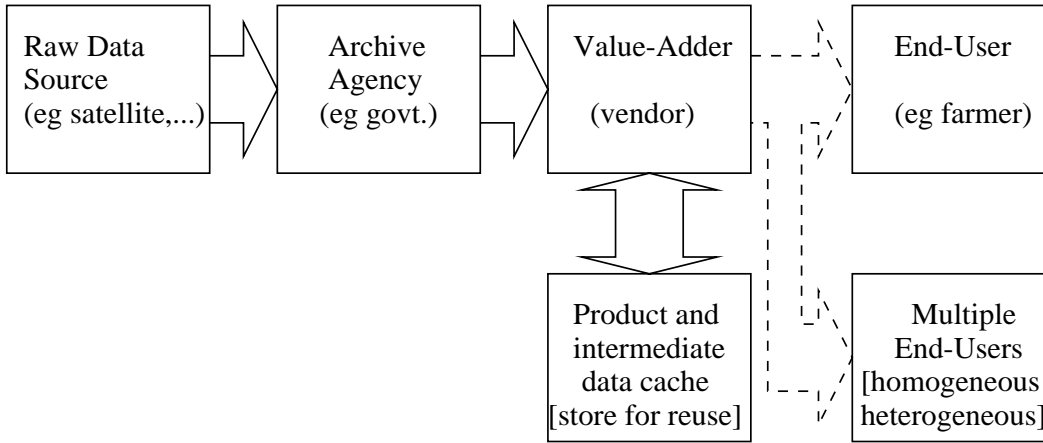 Raw Data
Source
(eg satellite,...)
Archive
Agency
(eg govt.)
Value-Adder
(vendor)
End-User
(eg farmer)
Product and
intermediate
data cache
[store for reuse]
Multiple
End-Users
[homogeneous
heterogeneous]